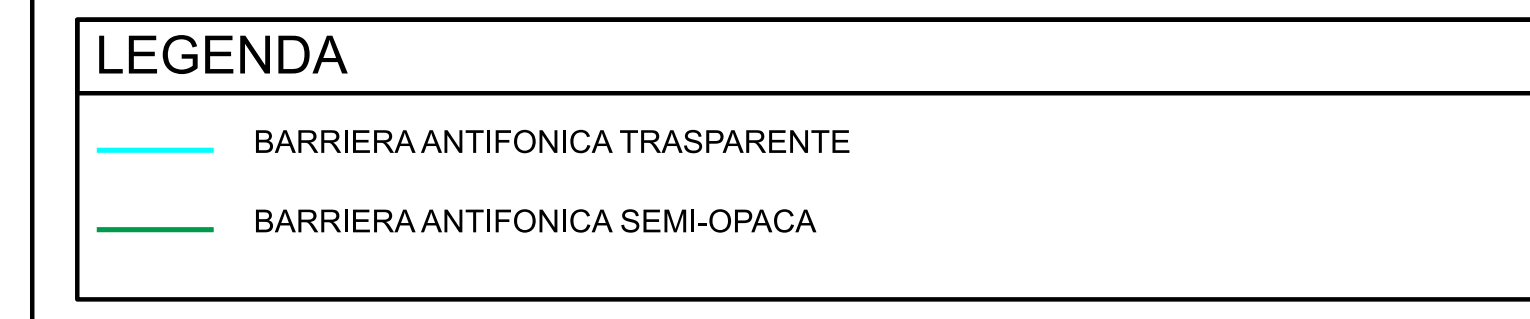 LEGENDA
BARRIERA ANTIFONICA TRASPARENTE
BARRIERA ANTIFONICA SEMI-OPACA